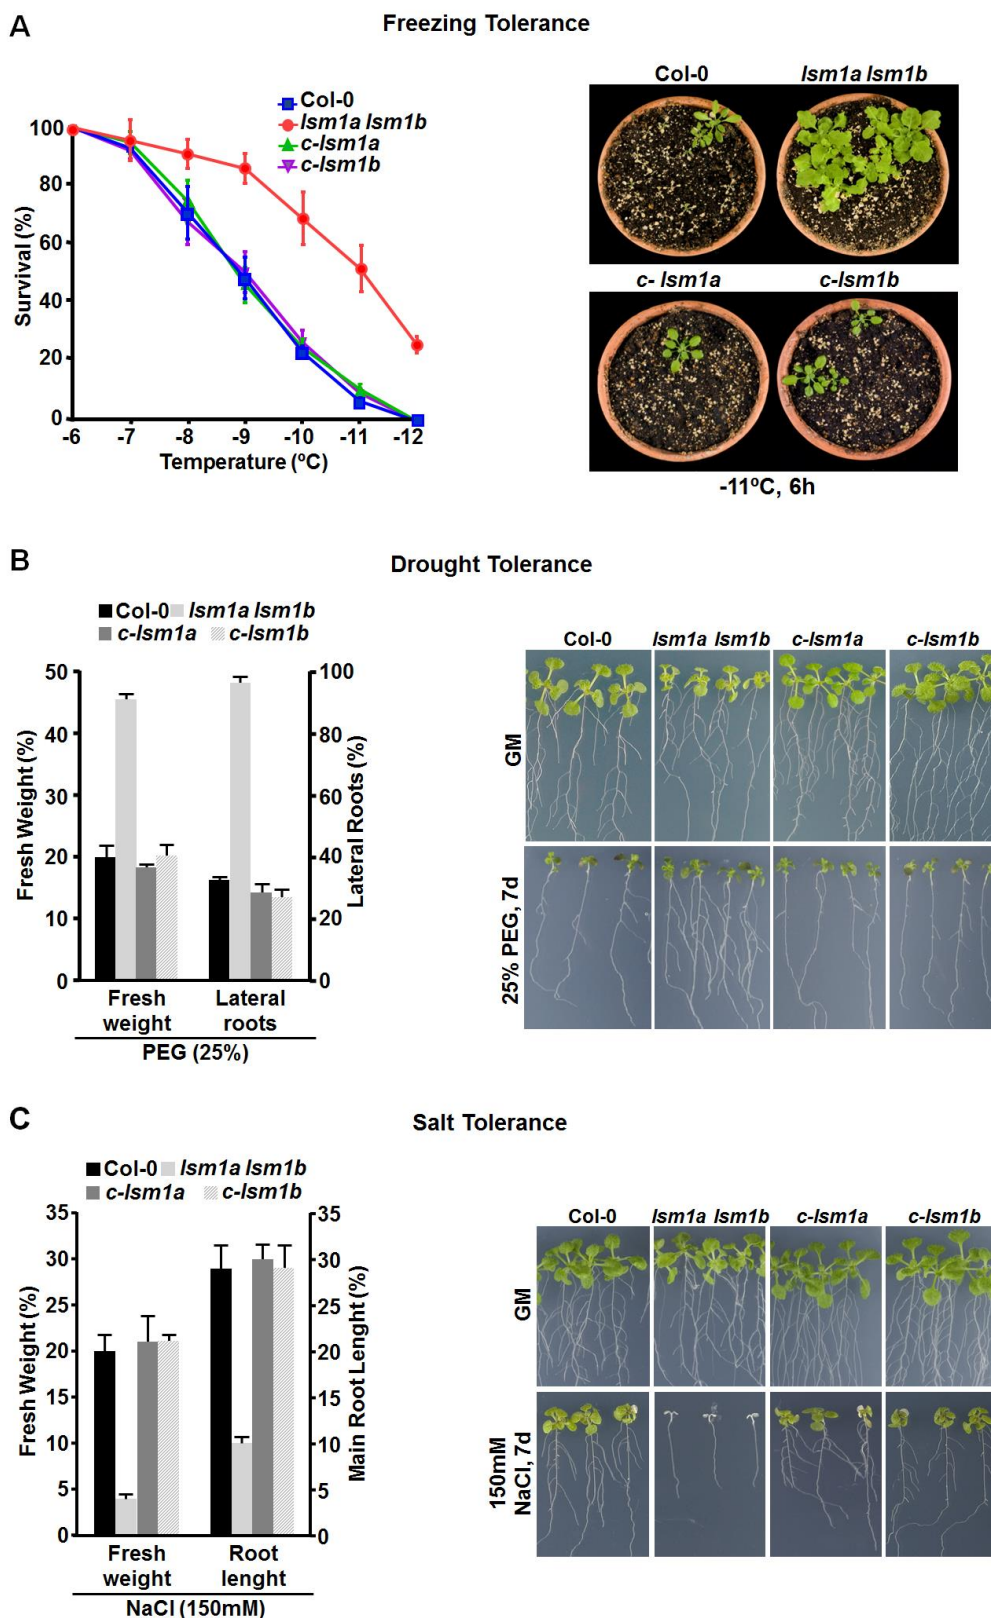 A
Freezing Tolerance
Col-0
lsm1a lsm1b
c-lsm1a
c-lsm1b
100
80
60
40
20
0
Survival (%)
-6 -7 -8 -9 -10 -11 -12
Temperature (ºC)
Col-0 lsm1a lsm1b
c- lsm1a c-lsm1b
-11ºC, 6h
B
Drought Tolerance
Col-0 lsm1a lsm1b
c-lsm1a c-lsm1b
50
40
30
20
10
0
Fresh Weight (%)
100
80
60
40
20
0
Lateral Roots (%)
Fresh weight
Lateral roots
PEG (25%)
Col-0 lsm1a lsm1b c-lsm1a c-lsm1b
GM
25% PEG, 7d
C
Salt Tolerance
Col-0 lsm1a lsm1b
c-lsm1a c-lsm1b
35
30
25
20
15
10
5
0
Fresh Weight (%)
35
30
25
20
15
10
5
0
Main Root Lenght (%)
Fresh weight
Root lenght
NaCl (150mM)
Col-0 lsm1a lsm1b c-lsm1a c-lsm1b
GM
150mM
NaCl, 7d